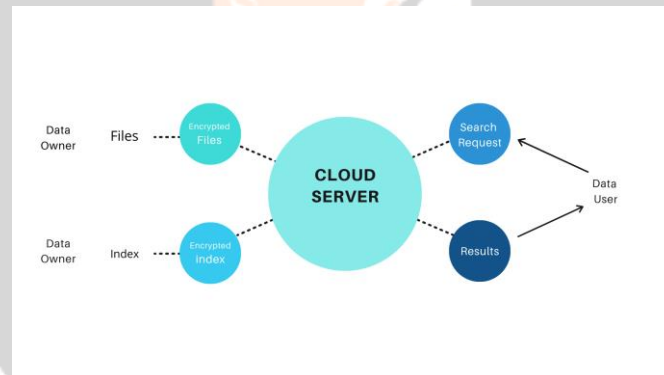 Data
Owner
Files
Encrypted
Files
CLOUD
SERVER
Search
Request
Data
User
Data
Owner
Index
Encrypted
index
Results